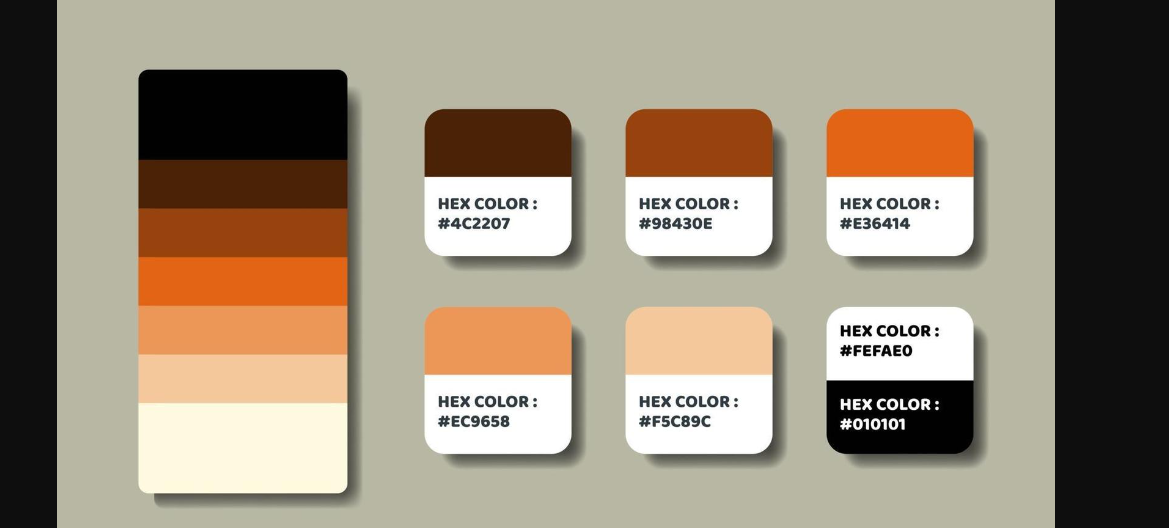 HEX COLOR :
#4C2207
HEX COLOR :
#98430E
HEX COLOR :
#E36414
HEX COLOR :
#EC9658
HEX COLOR :
#F5C89C
HEX COLOR :
#FEFAE0
HEX COLOR :
#010101